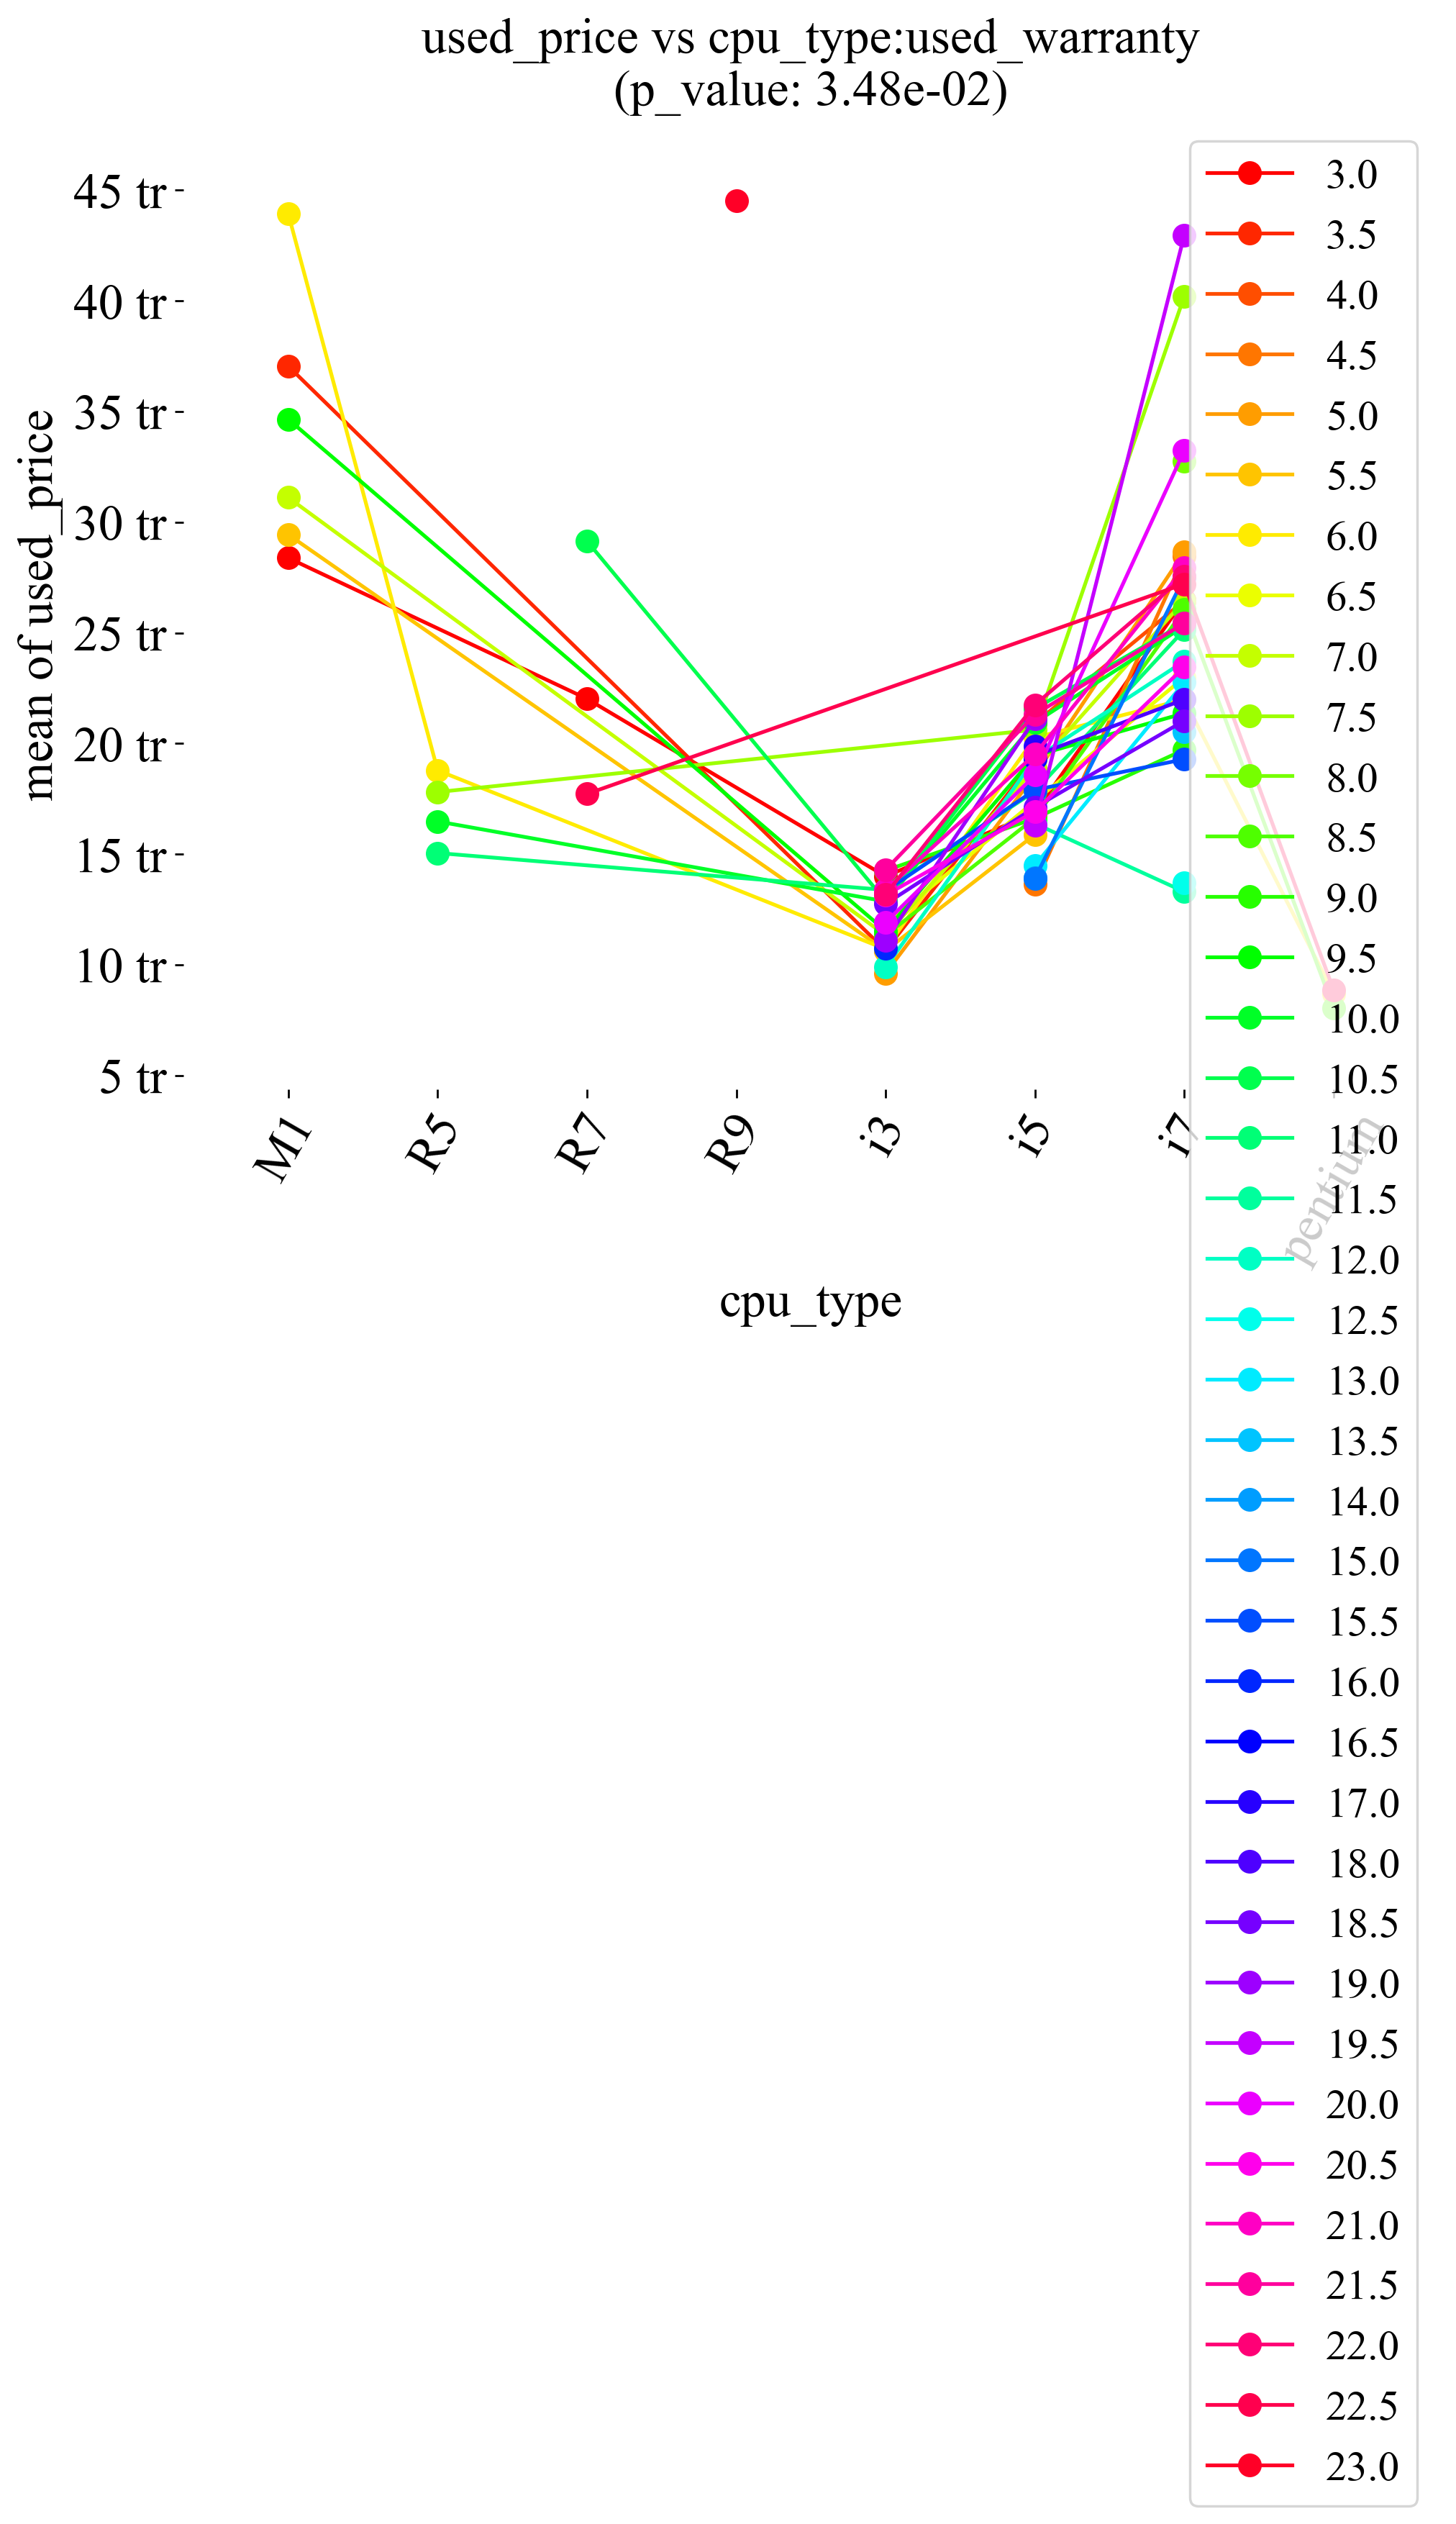 used_price vs cpu_type:used_warranty
(p_value: 3.48e-02)
mean of used_price
45 tr
40 tr
35 tr
30 tr
25 tr
20 tr
15 tr
10 tr
5 tr
M1
R5
R7
R9
i3
i5
i7
pentium
cpu_type
3.0
3.5
4.0
4.5
5.0
5.5
6.0
6.5
7.0
7.5
8.0
8.5
9.0
9.5
10.0
10.5
11.0
11.5
12.0
12.5
13.0
13.5
14.0
15.0
15.5
16.0
16.5
17.0
18.0
18.5
19.0
19.5
20.0
20.5
21.0
21.5
22.0
22.5
23.0